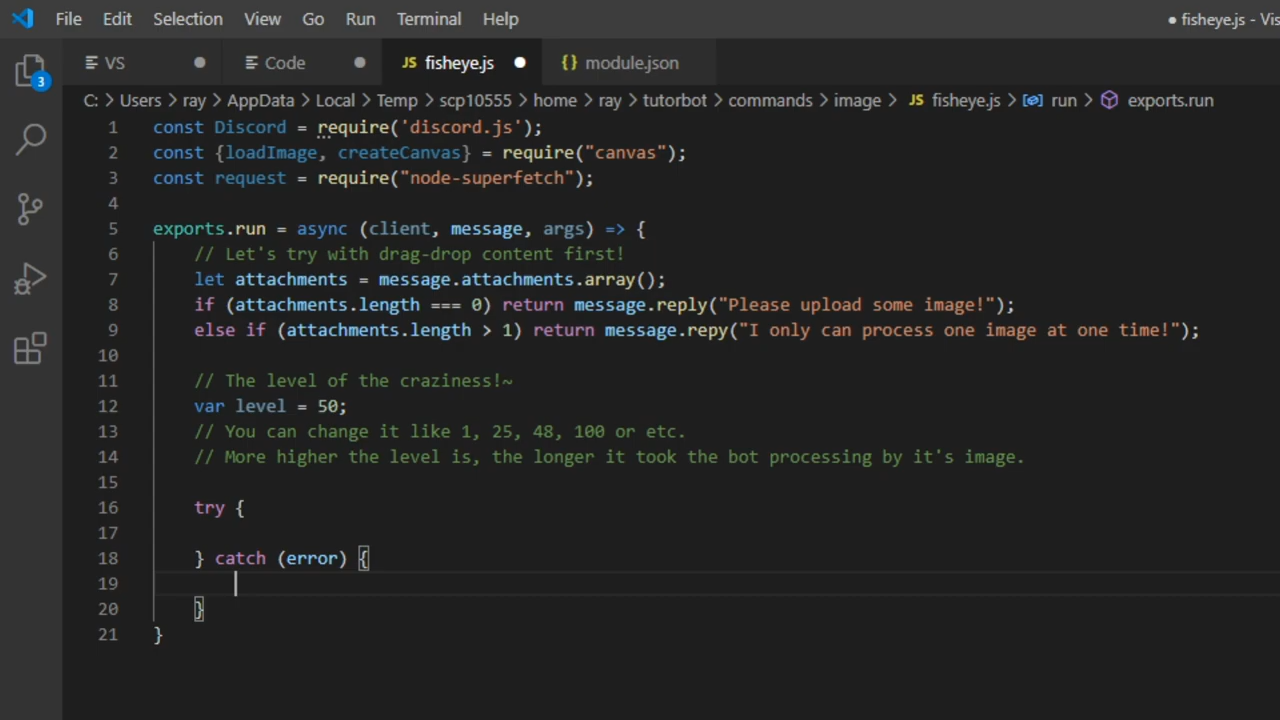 File Edit Selection View Go Run Terminal Help ● fisheye.js - Vis
VS ● Code ● JS fisheye.js ● {} module.json
3
C: > Users > ray > AppData > Local > Temp > scp10555 > home > ray > tutorbot > commands > image > JS fisheye.js > run > exports.run
1 const Discord = require('discord.js');
2 const {loadImage, createCanvas} = require("canvas");
3 const request = require("node-superfetch");
4
5 exports.run = async (client, message, args) => {
6 // Let's try with drag-drop content first!
7 let attachments = message.attachments.array();
8 if (attachments.length === 0) return message.reply("Please upload some image!");
9 else if (attachments.length > 1) return message.repy("I only can process one image at one time!");
10
11 // The level of the craziness!~
12 var level = 50;
13 // You can change it like 1, 25, 48, 100 or etc.
14 // More higher the level is, the longer it took the bot processing by it's image.
15
16 try {
17
18 } catch (error) {
19
20 }
21 }